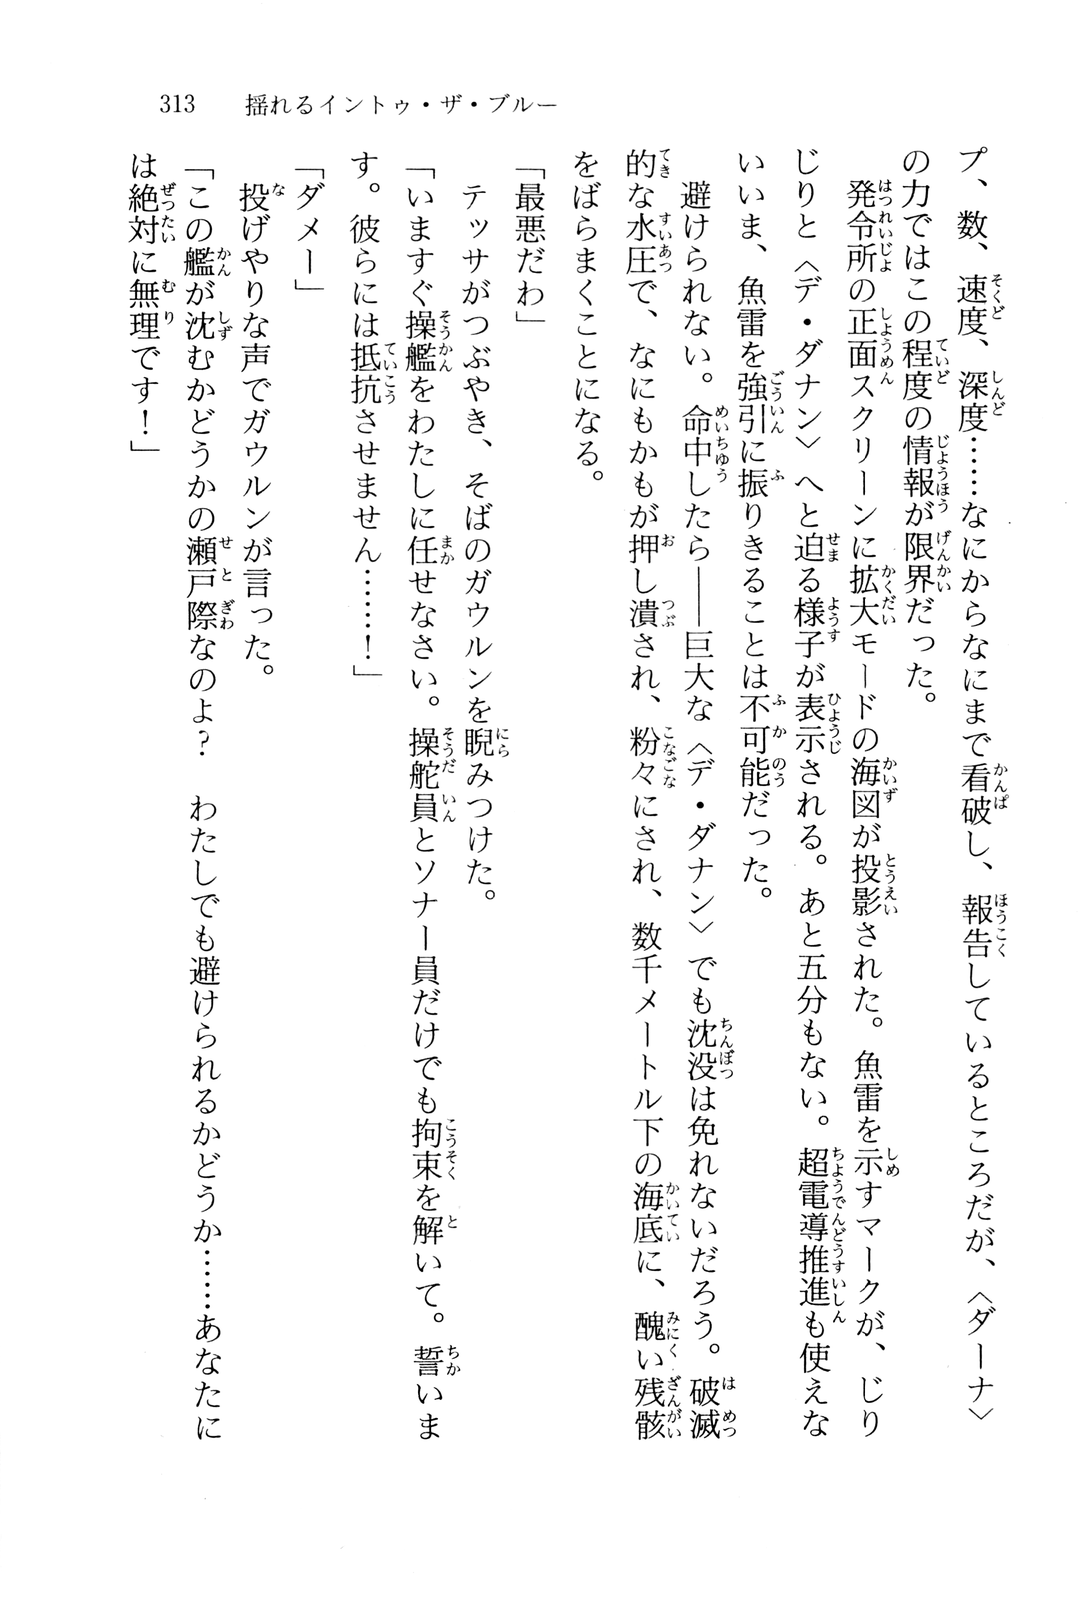 313　揺れるイントゥ・ザ・ブルー
プ、数、速度、深度……なにからなにまで看破し、報告しているところだが、〈ダーナ〉
の力ではこの程度の情報が限界だった。
　発令所の正面スクリーンに拡大モードの海図が投影された。魚雷を示すマークが、じり
じりと〈デ・ダナン〉へと迫る様子が表示される。あと五分もない。超電導推進も使えな
いいま、魚雷を強引に振りきることは不可能だった。
　避けられない。命中したら――巨大な〈デ・ダナン〉でも沈没は免れないだろう。破滅
的な水圧で、なにもかもが押し潰され、粉々にされ、数千メートル下の海底に、醜い残骸
をばらまくことになる。
「最悪だわ」
　テッサがつぶやき、そばのガウルンを睨みつけた。
「いますぐ操艦をわたしに任せなさい。操舵員とソナー員だけでも拘束を解いて。誓いま
す。彼らには抵抗させません……！」
「ダメー」
　投げやりな声でガウルンが言った。
「この艦が沈むかどうかの瀬戸際なのよ？　わたしでも避けられるかどうか……あなたに
は絶対に無理です！」